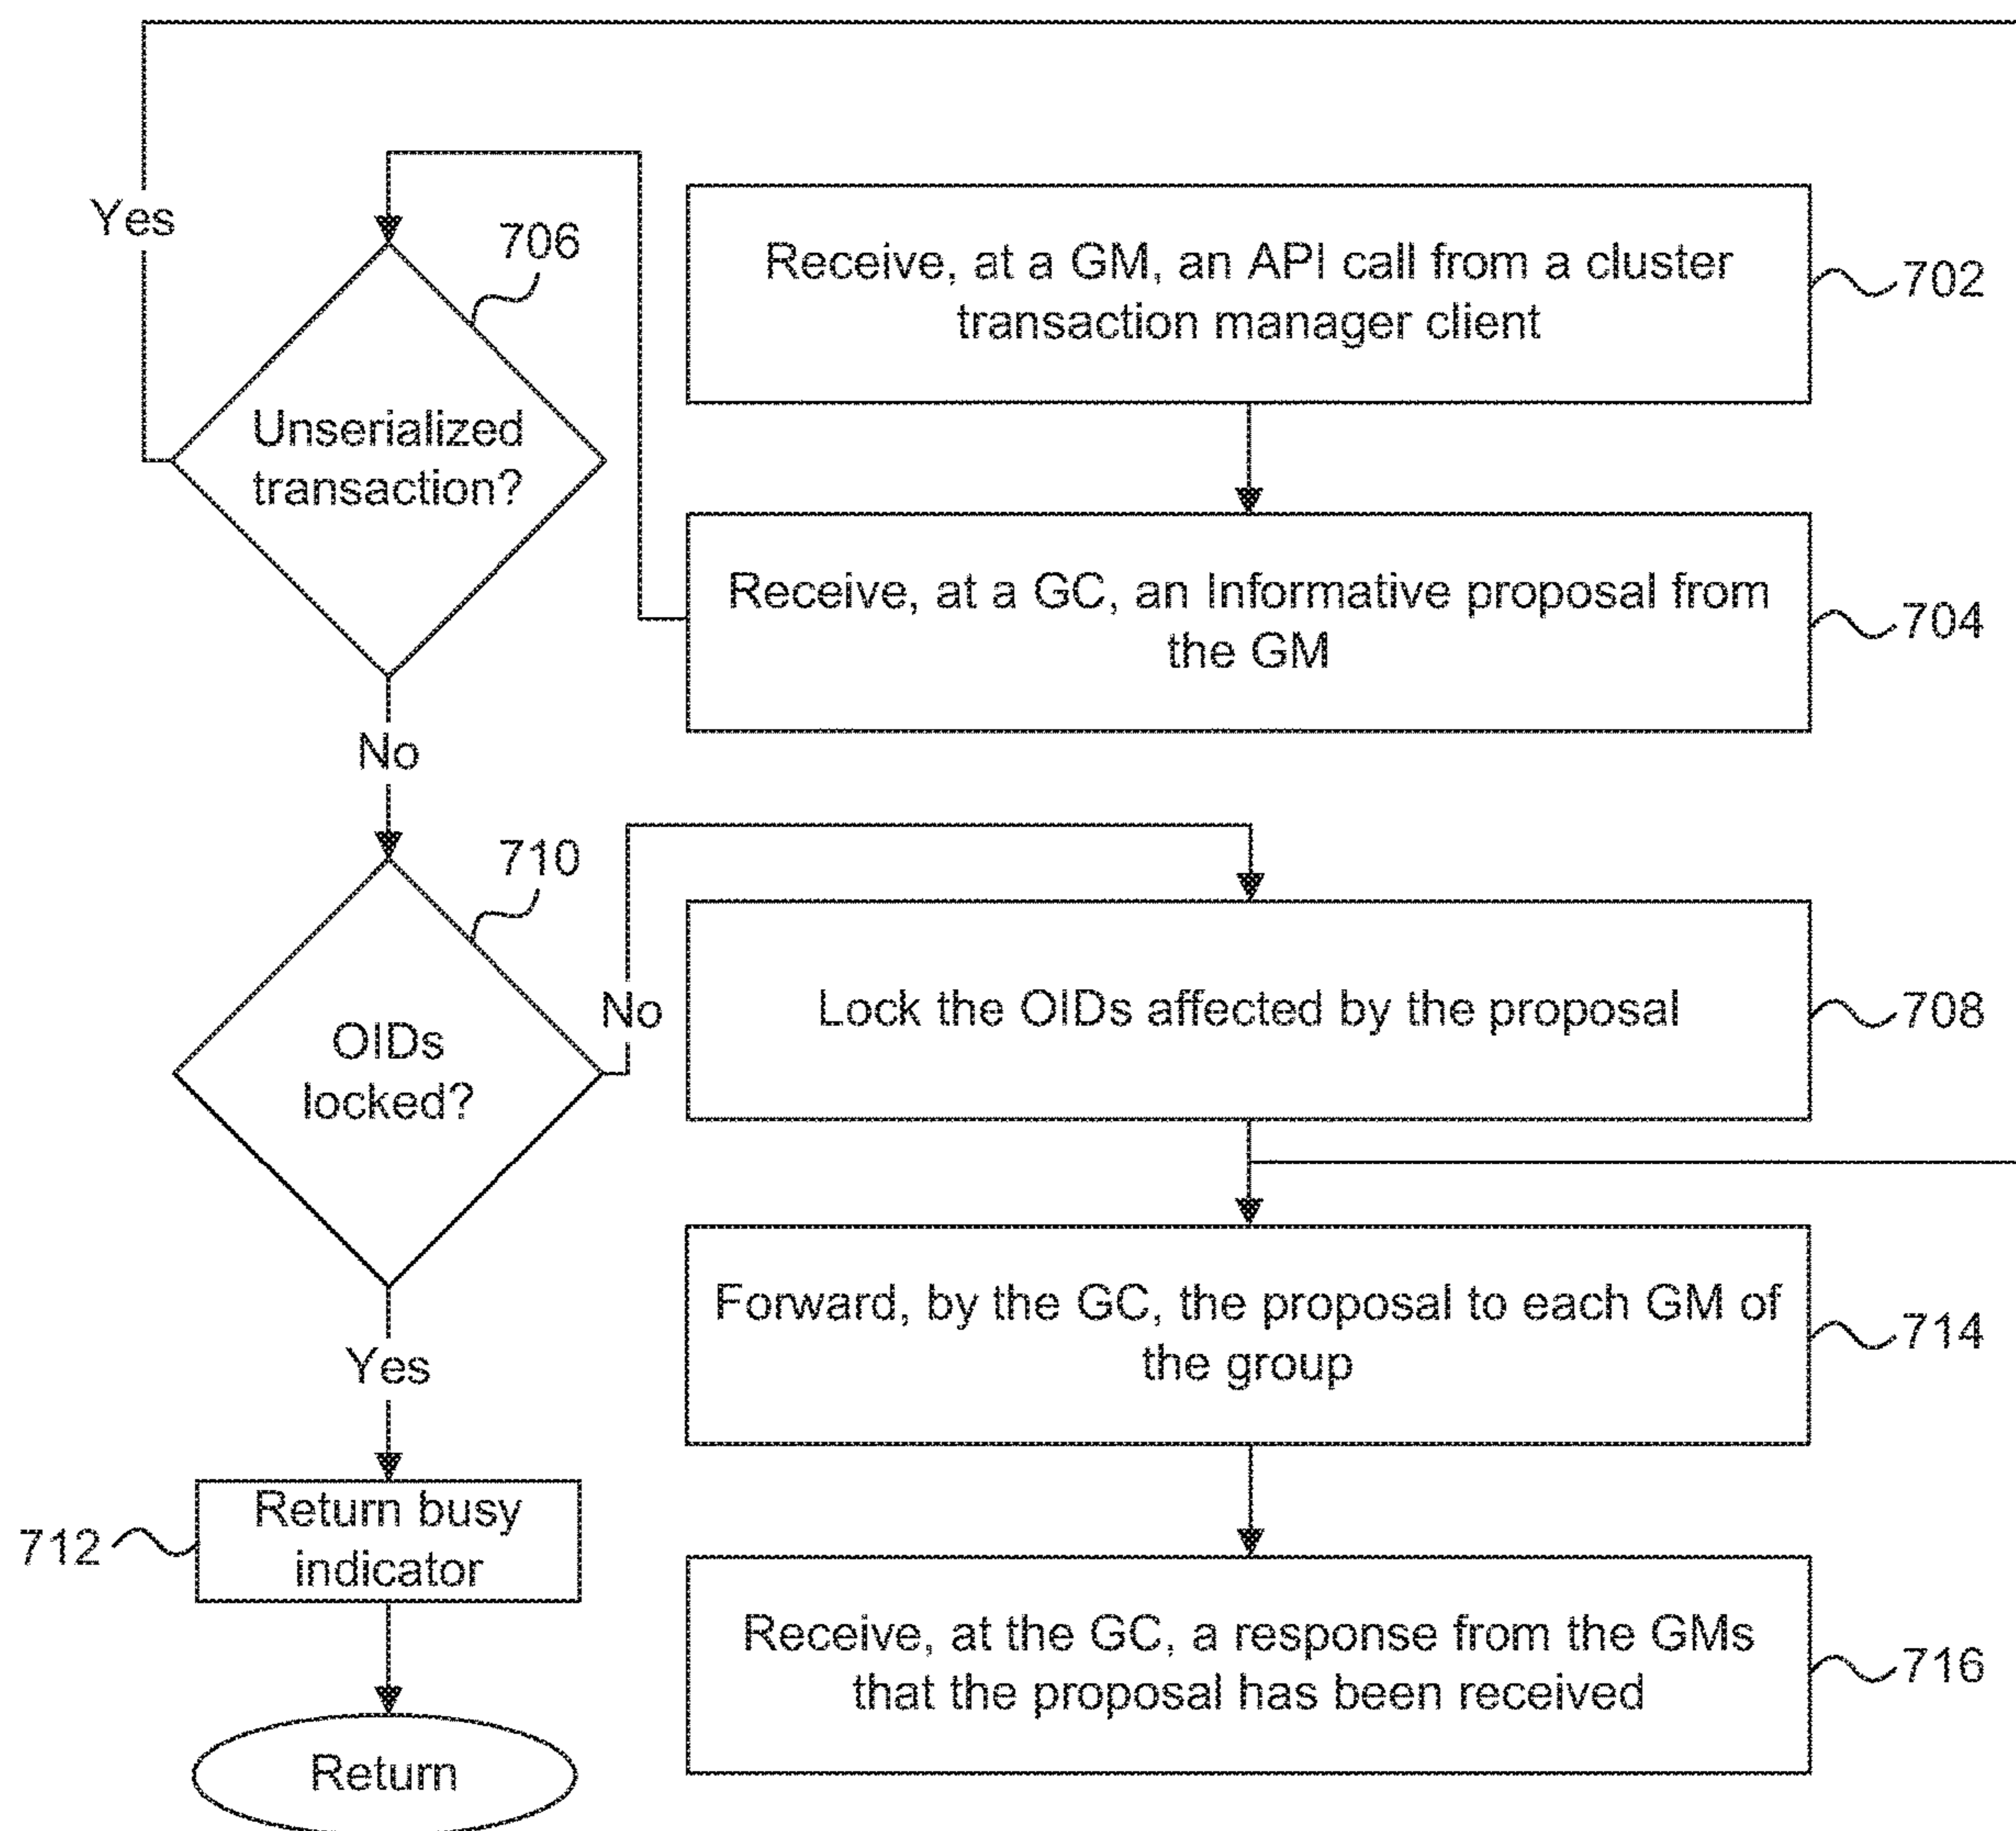 Yes
706
Unserialized
transaction?
No
Receive, at a GM, an API call from a cluster
transaction manager client
702
Receive, at a GC, an Informative proposal from
the GM
704
710
OIDs
locked?
No
Yes
Lock the OIDs affected by the proposal
708
Forward, by the GC, the proposal to each GM of
the group
714
712
Return busy
indicator
Return
Receive, at the GC, a response from the GMs
that the proposal has been received
716